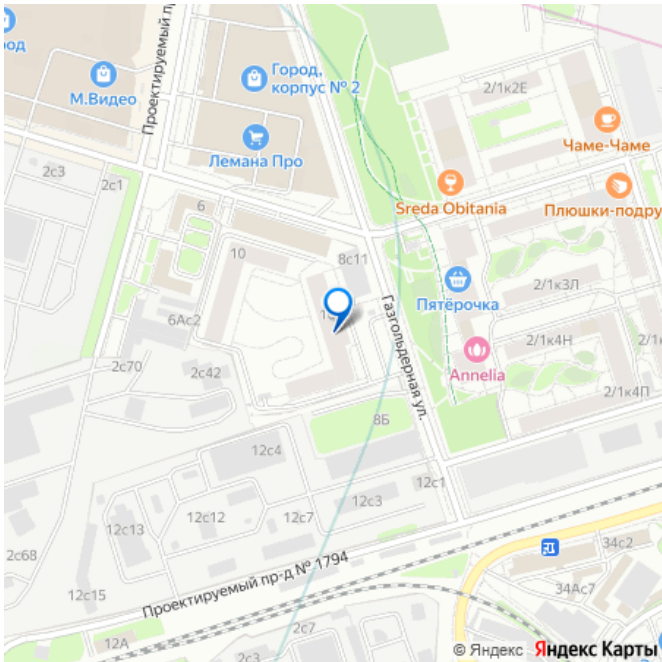 род
М.Видео
Проектируемый пр
Город,
корпус № 2
Лемана Про
2/1к2Е
Чаме-Чаме
Sreda Obitania
Плюшки-подру
2с3
2с1
6
10
8с11
Пятёрочка
2/1к3Л
6Ас2
Газгольдерная ул.
2/1к4Н
Annelia
2с70
2с42
2/1к4П
8Б
12с4
12с1
12с3
12с13
12с12
12с7
2с68
Проектируемый пр-д № 1794
12с15
12А
2с7
34с2
34Ас7
© Яндекс Яндекс Карты